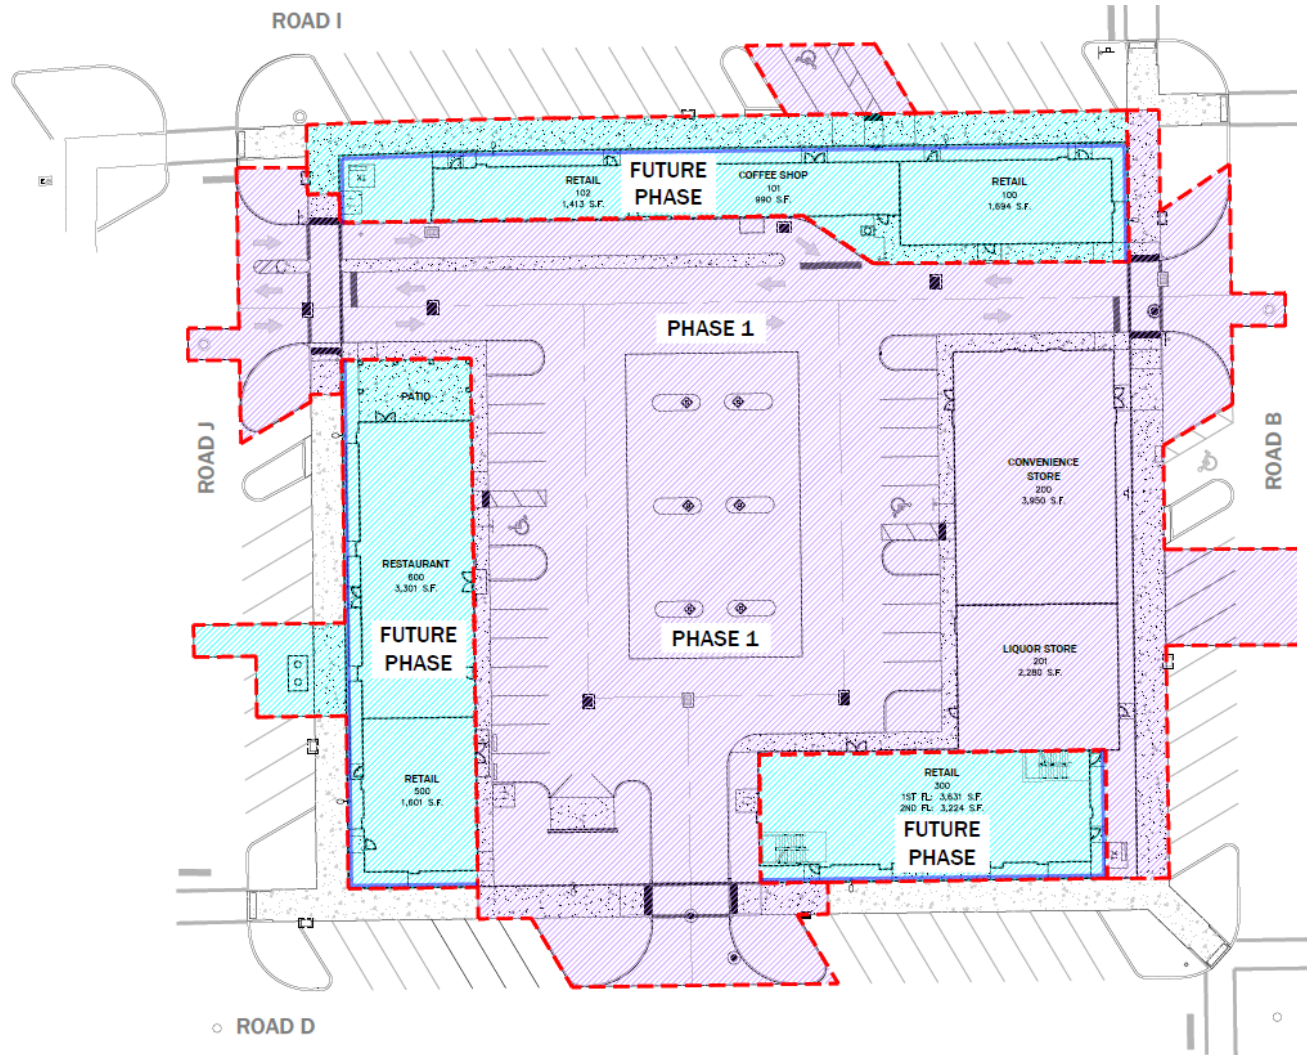 ROAD I
RETAIL
102
1,413 S.F.
FUTURE
PHASE
COFFEE SHOP
101
890 S.F.
RETAIL
100
1,694 S.F.
PHASE 1
PATIO
ROAD J
ROAD B
CONVENIENCE
STORE
200
3,950 S.F.
RESTAURANT
600
3,301 S.F.
FUTURE
PHASE
PHASE 1
LIQUOR STORE
201
2,280 S.F.
RETAIL
500
1,601 S.F.
RETAIL
300
1ST FL: 3,631 S.F.
2ND FL: 3,224 S.F.
FUTURE
PHASE
ROAD D